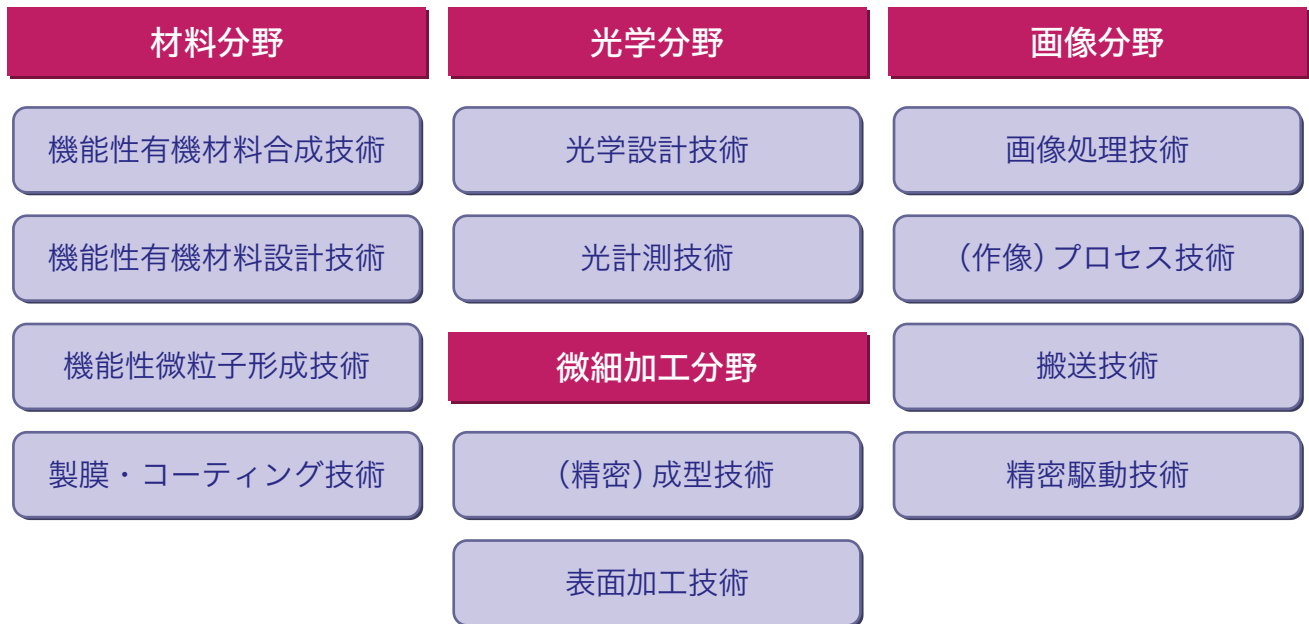 材料分野
機能性有機材料合成技術
機能性有機材料設計技術
機能性微粒子形成技術
製膜・コーティング技術
光学分野
光学設計技術
光計測技術
微細加工分野
(精密)成型技術
表面加工技術
画像分野
画像処理技術
(作像)プロセス技術
搬送技術
精密駆動技術